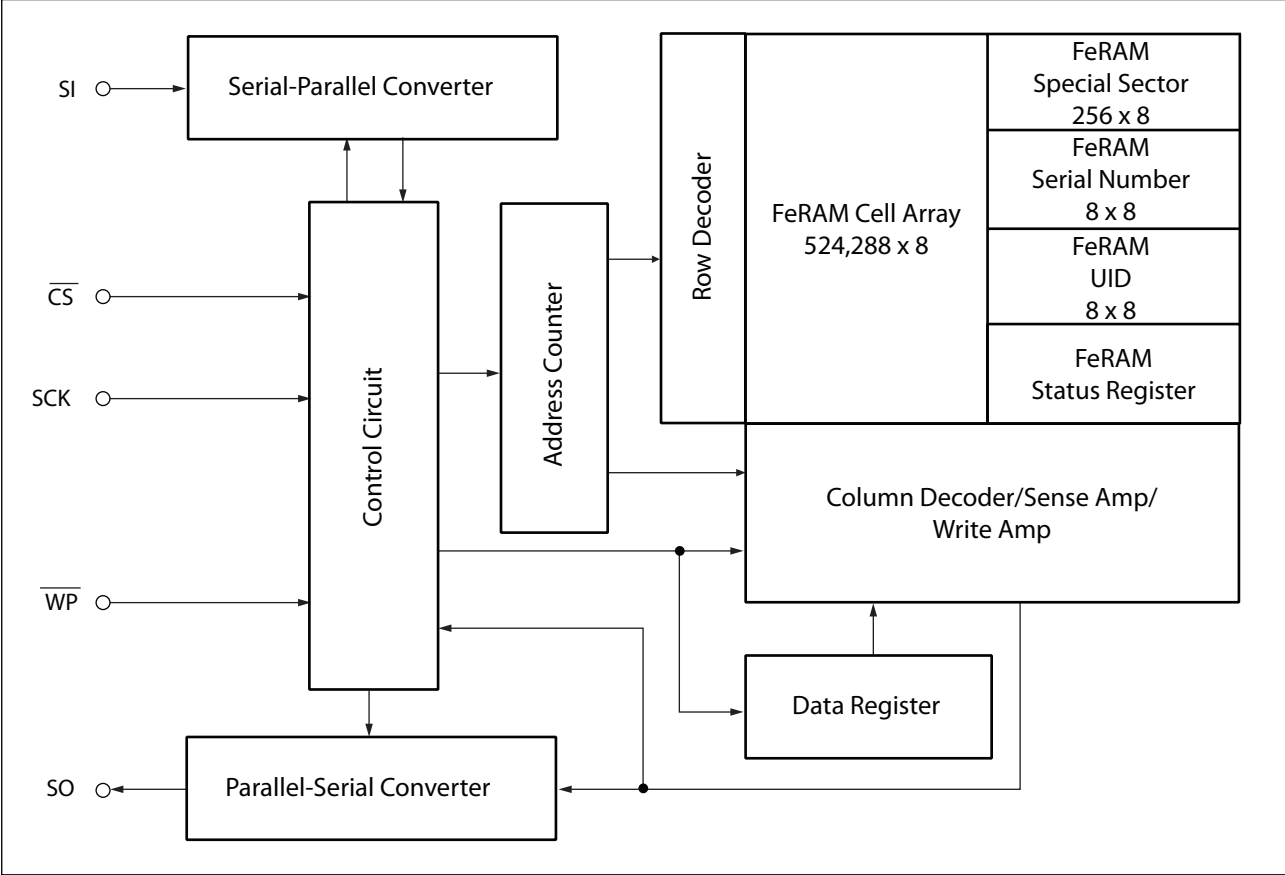 SI
Serial-Parallel Converter
CS
SCK
WP
SO
Control Circuit
Parallel-Serial Converter
Address Counter
Row Decoder
FeRAM Cell Array
524,288 x 8
FeRAM
Special Sector
256 x 8
FeRAM
Serial Number
8 x 8
FeRAM
UID
8 x 8
FeRAM
Status Register
Column Decoder/Sense Amp/
Write Amp
Data Register